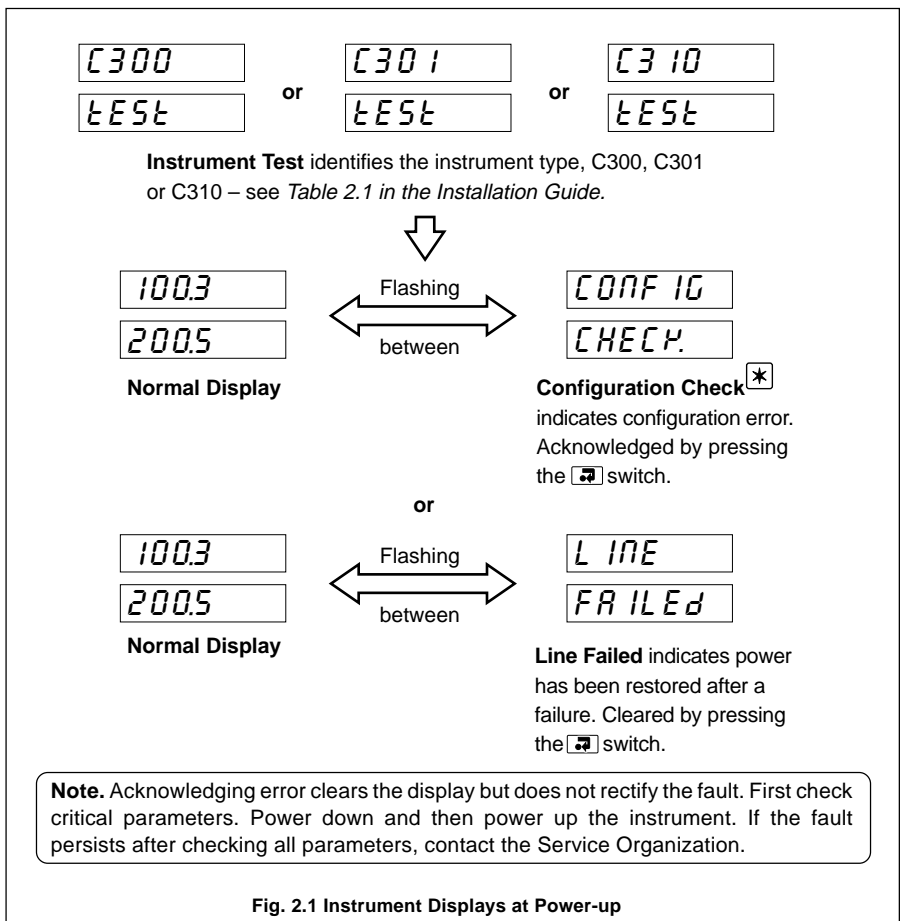 C300
C301
C310
or
or
tESt
tESt
tESt
Instrument Test identifies the instrument type, C300, C301
or C310 – see Table 2.1 in the Installation Guide.
100.3
Flashing
CONFIG
200.5
between
CHECK.
Normal Display
Configuration Check*
indicates configuration error.
Acknowledged by pressing
the switch.
or
100.3
Flashing
LINE
200.5
between
FAILEd
Normal Display
Line Failed indicates power
has been restored after a
failure. Cleared by pressing
the switch.
Note. Acknowledging error clears the display but does not rectify the fault. First check
critical parameters. Power down and then power up the instrument. If the fault
persists after checking all parameters, contact the Service Organization.
Fig. 2.1 Instrument Displays at Power-up